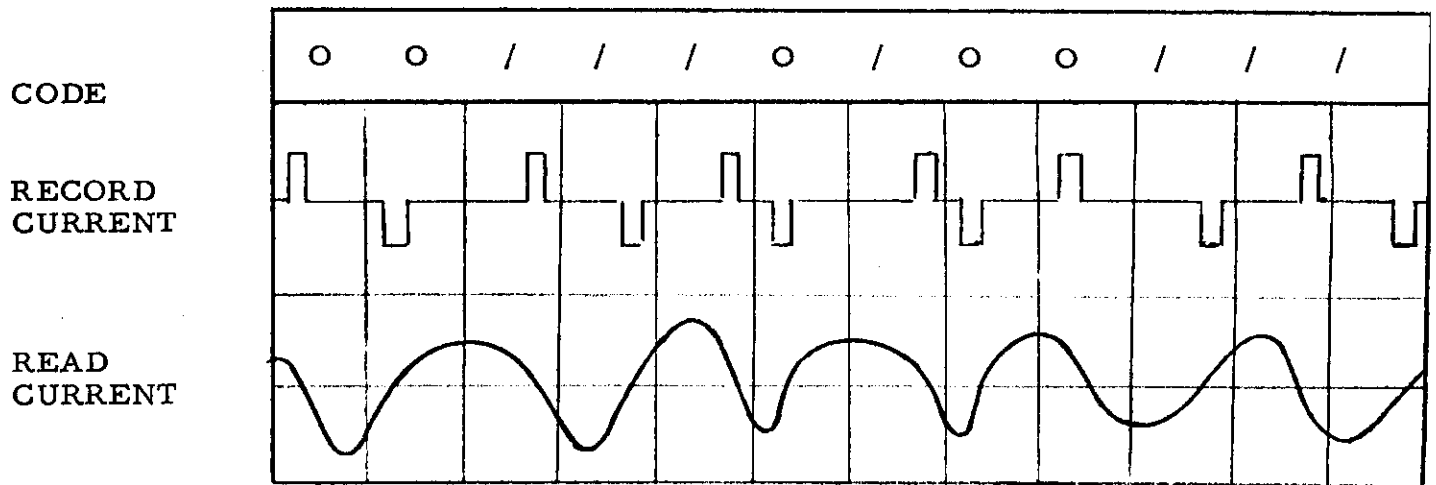 O O / / / O / O O / / /
CODE
RECORD
CURRENT
READ
CURRENT